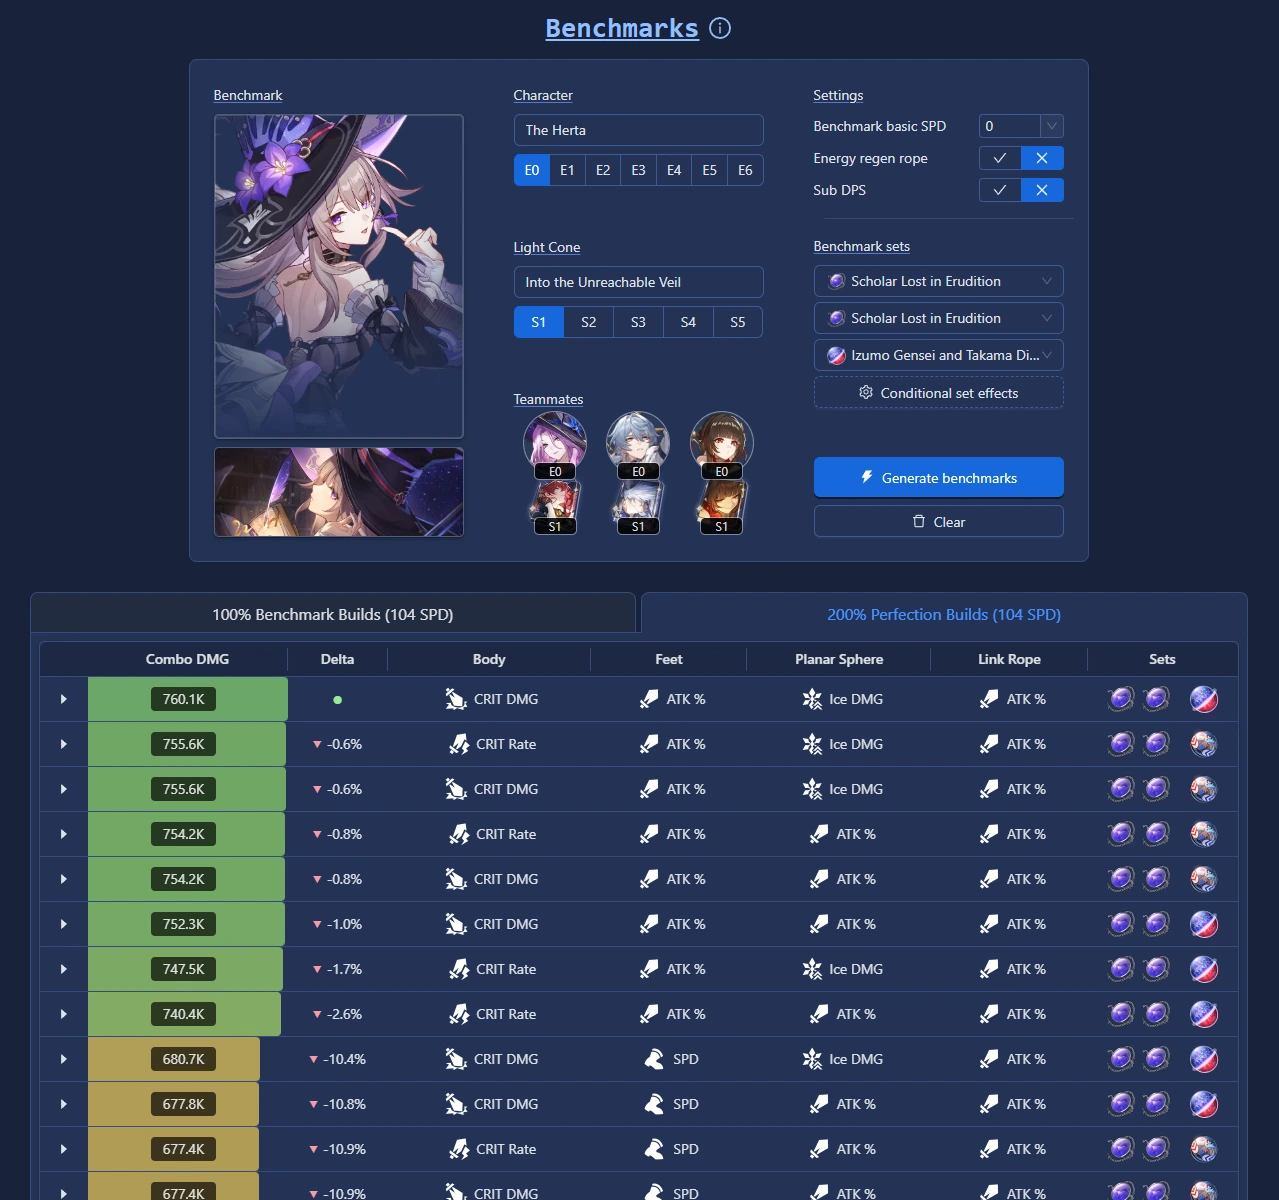 Benchmarks
Benchmark
Character
The Herta
E0 E1 E2 E3 E4 E5 E6
Light Cone
Into the Unreachable Veil
S1 S2 S3 S4 S5
Teammates
E0 E0 E0
S1 S1 S1
Settings
Benchmark basic SPD 0
Energy regen rope
Sub DPS
Benchmark sets
Scholar Lost in Erudition
Scholar Lost in Erudition
Izumo Gensei and Takama Di...
Conditional set effects
Generate benchmarks
Clear
100% Benchmark Builds (104 SPD) 200% Perfection Builds (104 SPD)
Combo DMG Delta Body Feet Planar Sphere Link Rope Sets
760.1K CRIT DMG ATK % Ice DMG ATK %
755.6K -0.6% CRIT Rate ATK % Ice DMG ATK %
755.6K -0.6% CRIT DMG ATK % Ice DMG ATK %
754.2K -0.8% CRIT Rate ATK % ATK % ATK %
754.2K -0.8% CRIT DMG ATK % ATK % ATK %
752.3K -1.0% CRIT DMG ATK % ATK % ATK %
747.5K -1.7% CRIT Rate ATK % Ice DMG ATK %
740.4K -2.6% CRIT Rate ATK % ATK % ATK %
680.7K -10.4% CRIT DMG SPD Ice DMG ATK %
677.8K -10.8% CRIT DMG SPD ATK % ATK %
677.4K -10.9% CRIT Rate SPD ATK % ATK %
677.4K -10.9% CRIT DMG SPD ATK % ATK %